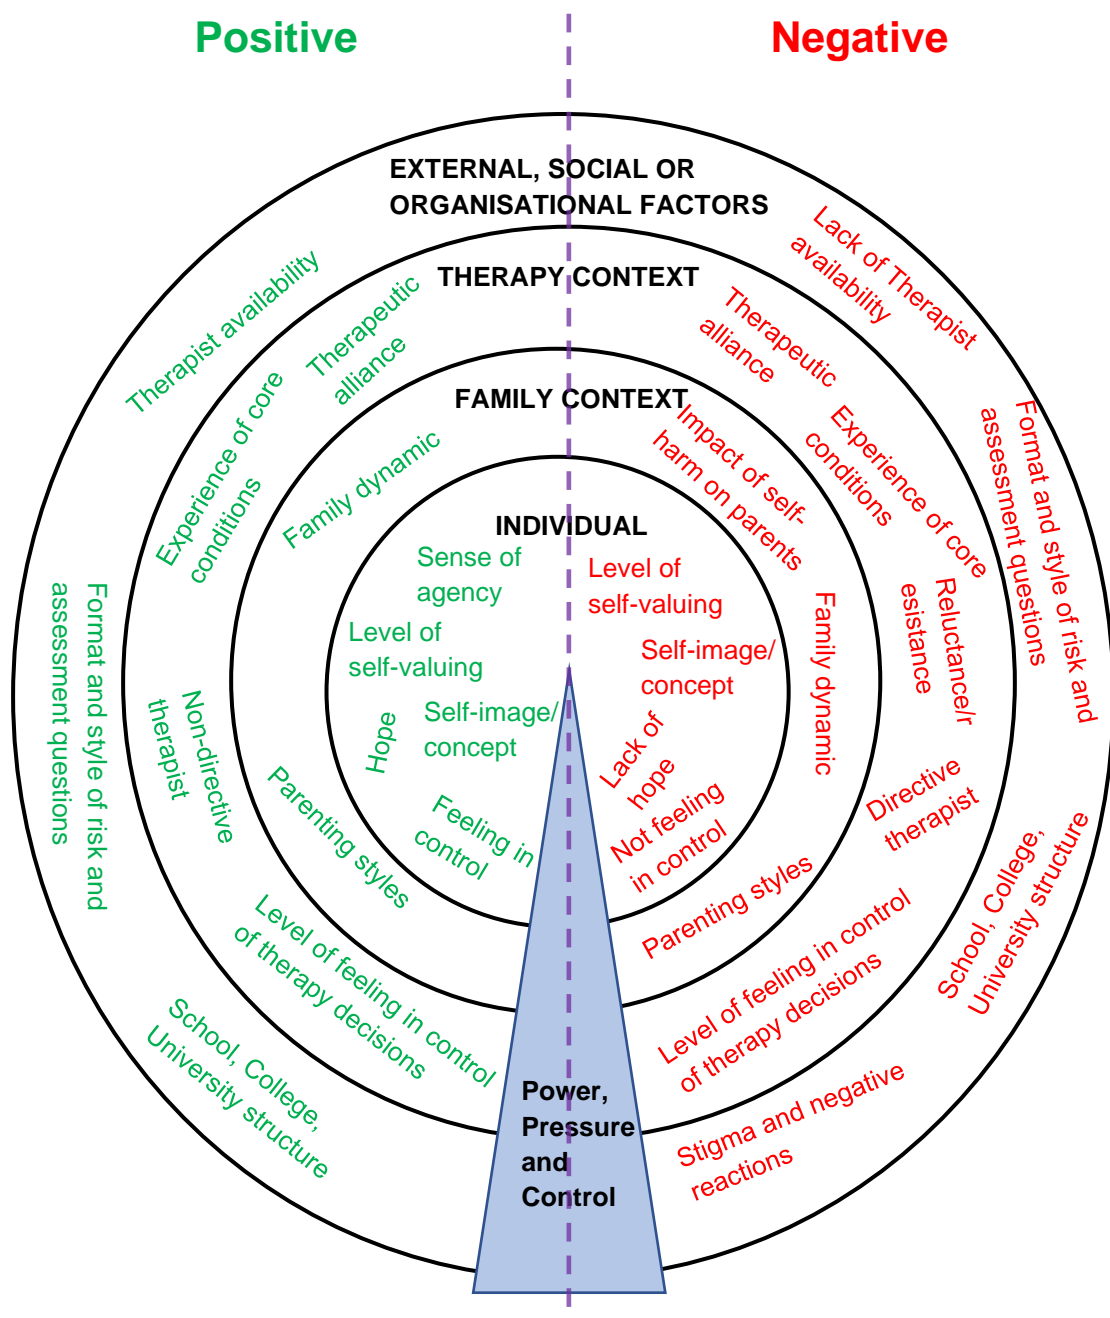 Positive
Negative
EXTERNAL, SOCIAL OR
ORGANISATIONAL FACTORS
THERAPY CONTEXT
FAMILY CONTEXT
INDIVIDUAL
Therapist availability
Format and style of risk and
assessment questions
School, College,
University structure
Therapeutic
alliance
Experience of core
conditions
Non-directive
therapist
Level of feeling in control
of therapy decisions
Family dynamic
Parenting styles
Sense of
agency
Level of
self-valuing
Self-image/
concept
Hope
Feeling in
control
Level of
self-valuing
Self-image/
concept
Lack of
hope
Not feeling
in control
Impact of self-
harm on parents
Family dynamic
Parenting styles
Therapeutic
alliance
Experience of core
conditions
Reluctance/r
esistance
Directive
therapist
Level of feeling in control
of therapy decisions
Lack of Therapist
availability
Format and style of risk and
assessment questions
School, College,
University structure
Stigma and negative
reactions
Power,
Pressure
and
Control